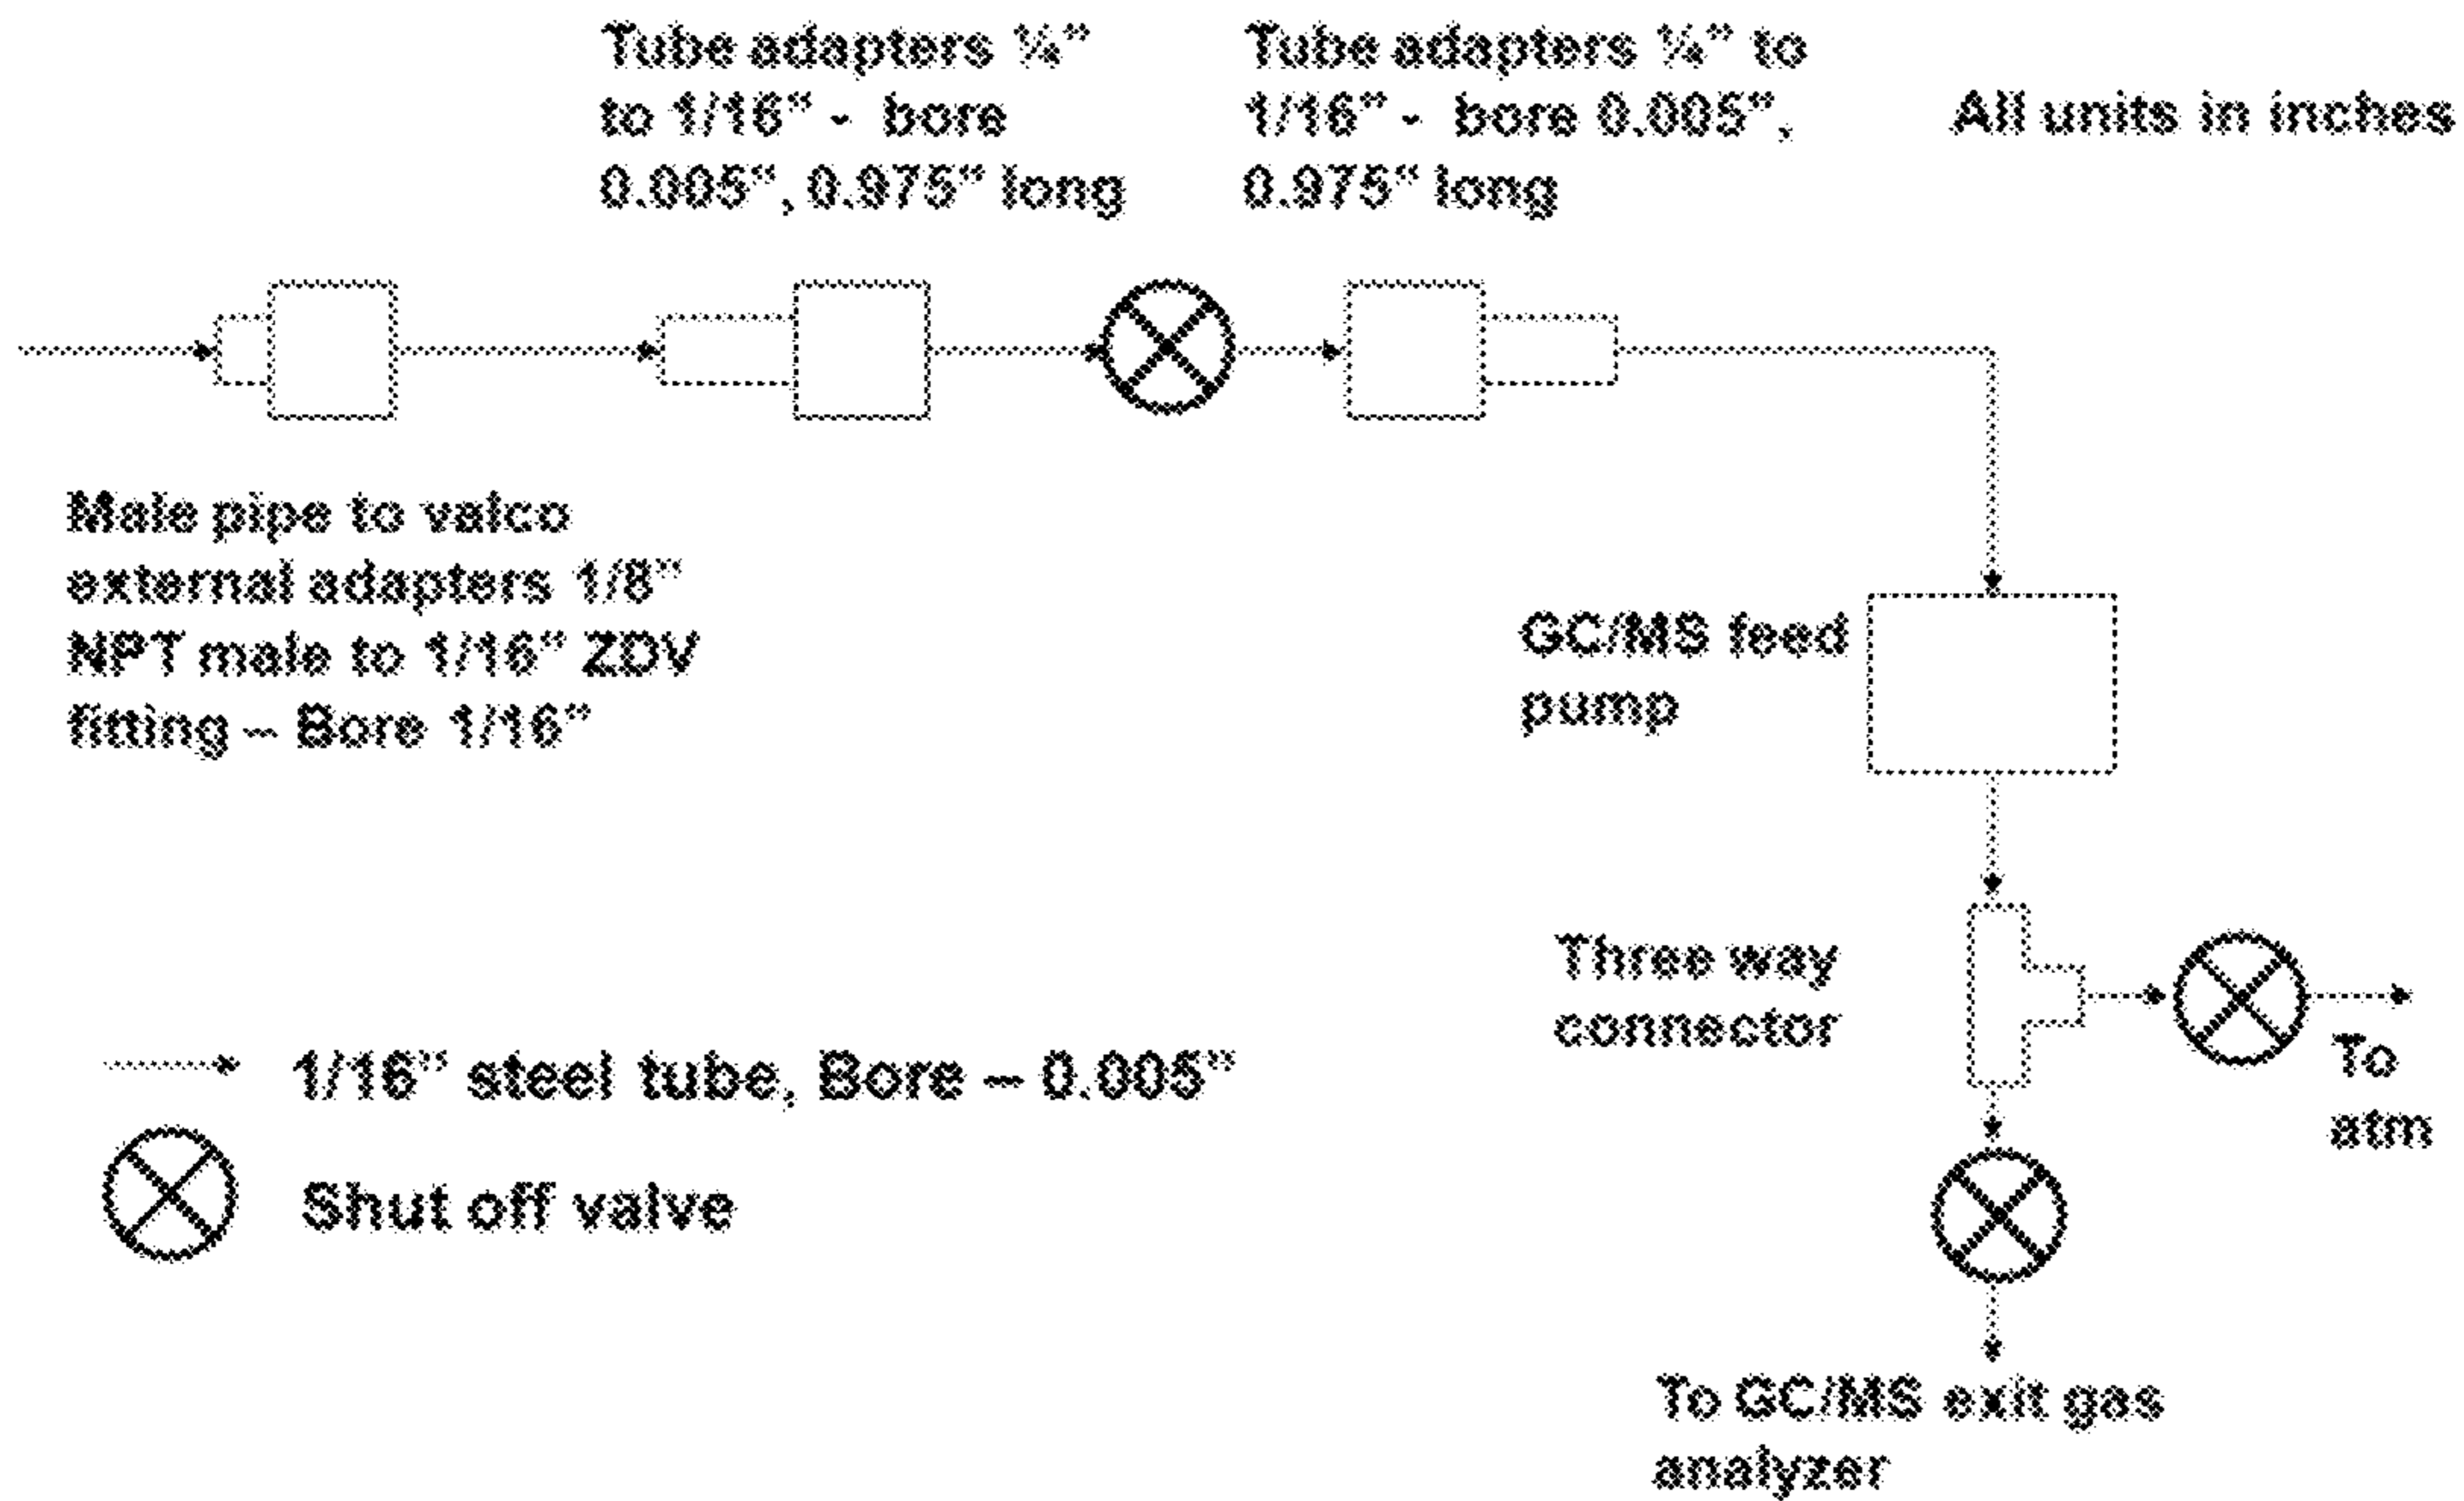 Tube adapters ¼"
to 1/16" - bore
0.005", 0.975" long
Tube adapters ¼" to
1/16" - bore 0.005",
0.975" long
All units in inches
Male pipe to valco
external adapters 1/8"
NPT male to 1/16" ZDV
fitting – Bore 1/16"
GC/MS feed
pump
Three way
connector
To
atm
1/16" steel tube, Bore – 0.005"
Shut off valve
To GC/MS exit gas
analyzer